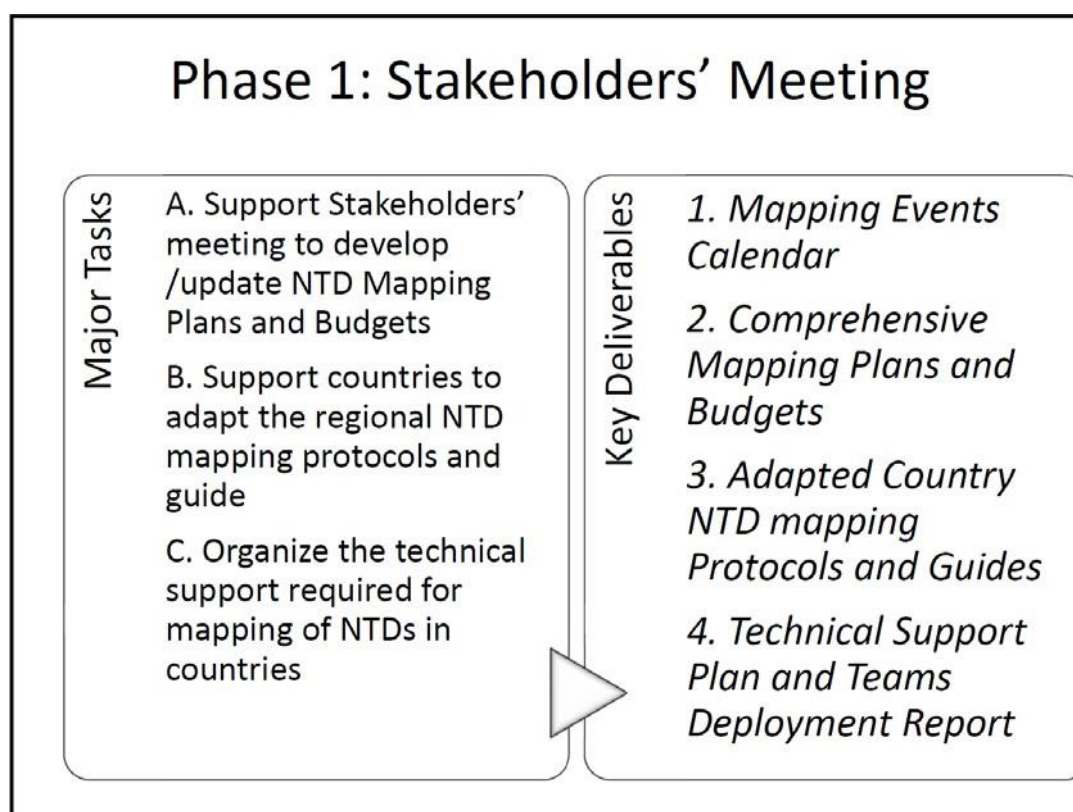 Phase 1: Stakeholders’ Meeting
Major Tasks
A. Support Stakeholders’
meeting to develop
/update NTD Mapping
Plans and Budgets
B. Support countries to
adapt the regional NTD
mapping protocols and
guide
C. Organize the technical
support required for
mapping of NTDs in
countries
Key Deliverables
1. Mapping Events
Calendar
2. Comprehensive
Mapping Plans and
Budgets
3. Adapted Country
NTD mapping
Protocols and Guides
4. Technical Support
Plan and Teams
Deployment Report